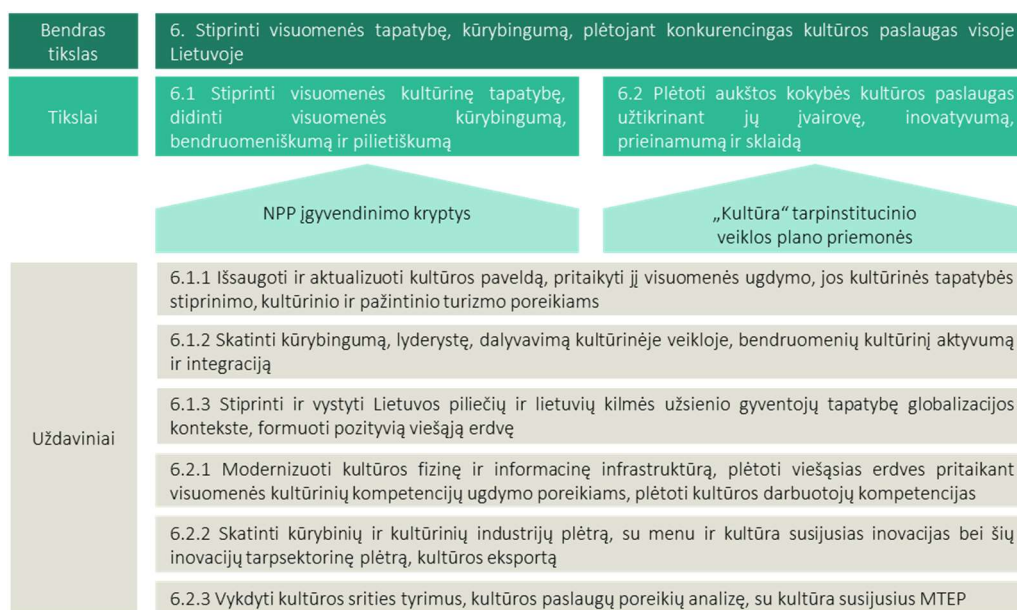 Bendras
tikslas
6. Stiprinti visuomenės tapatybę, kūrybingumą, plėtojant konkurencingas kultūros paslaugas visoje
Lietuvoje
Tikslai
6.1 Stiprinti visuomenės kultūrinę tapatybę,
didinti visuomenės kūrybingumą,
bendruomeniškumą ir pilietiškumą
6.2 Plėtoti aukštos kokybės kultūros paslaugas
užtikrinant jų įvairovę, inovatyvumą,
prieinamumą ir sklaidą
NPP įgyvendinimo kryptys
„Kultūra“ tarpinstitucinio
veiklos plano priemonės
Uždaviniai
6.1.1 Išsaugoti ir aktualizuoti kultūros paveldą, pritaikyti jį visuomenės ugdymo, jos kultūrinės tapatybės
stiprinimo, kultūrinio ir pažintinio turizmo poreikiams
6.1.2 Skatinti kūrybingumą, lyderystę, dalyvavimą kultūrinėje veikloje, bendruomenių kultūrinį aktyvumą
ir integraciją
6.1.3 Stiprinti ir vystyti Lietuvos piliečių ir lietuvių kilmės užsienio gyventojų tapatybę globalizacijos
kontekste, formuoti pozityvią viešąją erdvę
6.2.1 Modernizuoti kultūros fizinę ir informacinę infrastruktūrą, plėtoti viešąsias erdves pritaikant
visuomenės kultūrinių kompetencijų ugdymo poreikiams, plėtoti kultūros darbuotojų kompetencijas
6.2.2 Skatinti kūrybinių ir kultūrinių industrijų plėtrą, su menu ir kultūra susijusias inovacijas bei šių
inovacijų tarpsektorinę plėtrą, kultūros eksportą
6.2.3 Vykdyti kultūros srities tyrimus, kultūros paslaugų poreikių analizę, su kultūra susijusius MTEP